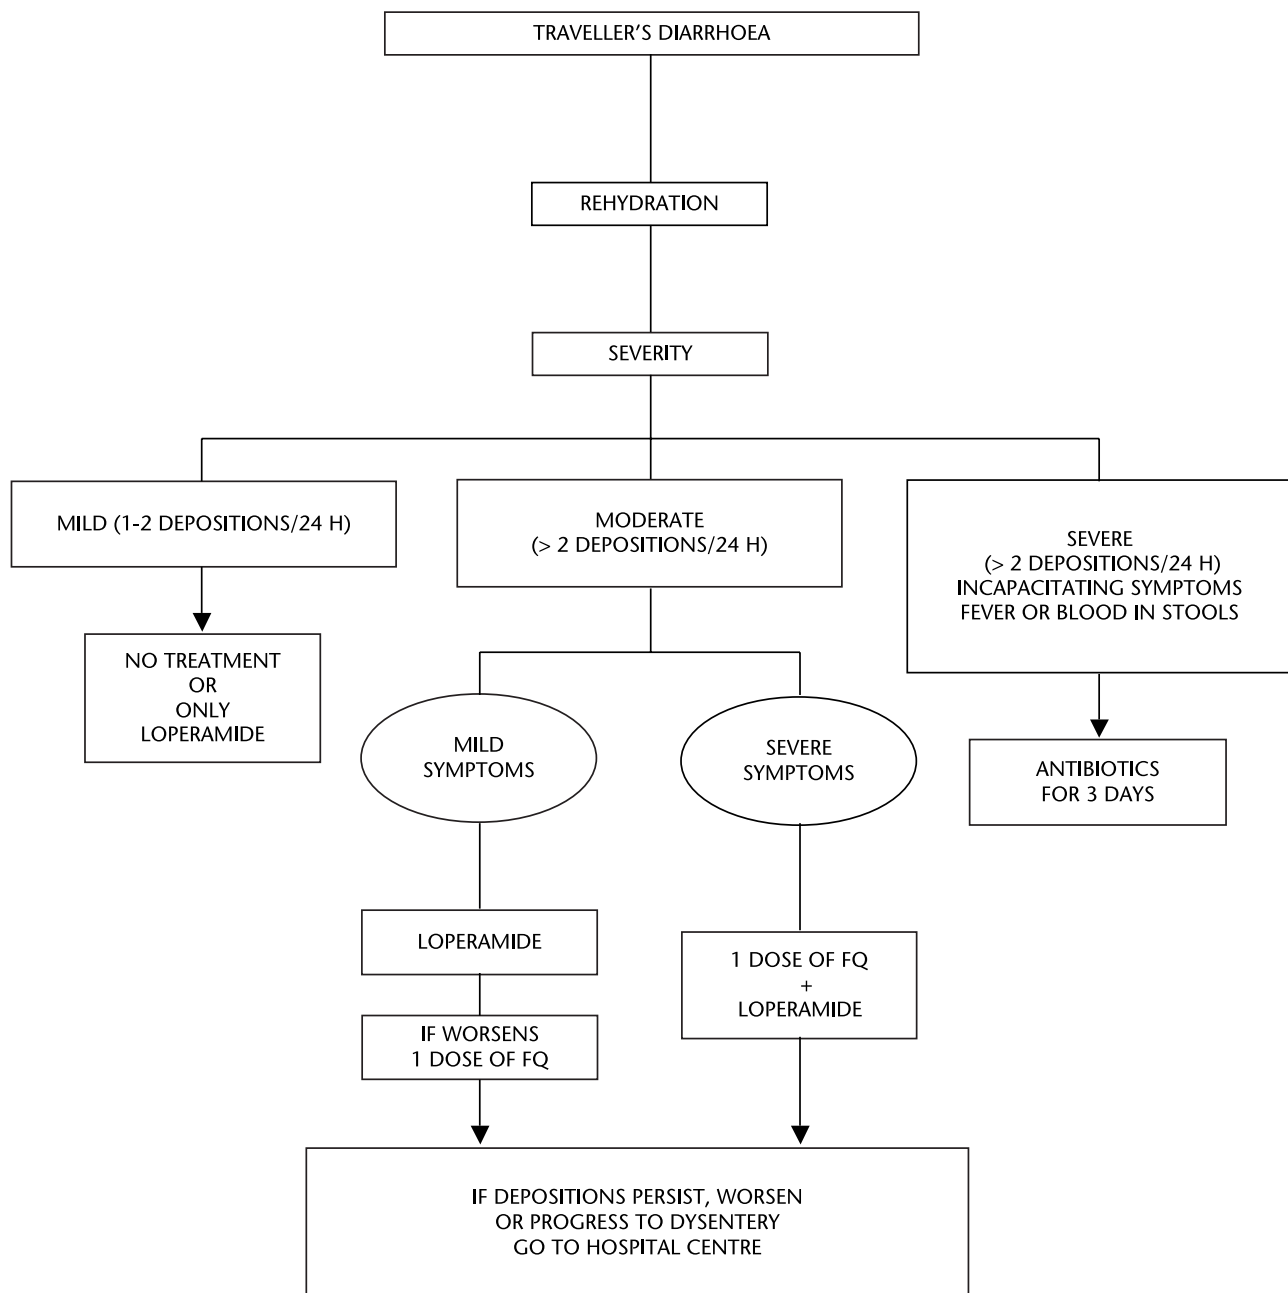 TRAVELLER'S DIARRHOEA
REHYDRATION
SEVERITY
MILD (1-2 DEPOSITIONS/24 H)
MODERATE
(> 2 DEPOSITIONS/24 H)
SEVERE
(> 2 DEPOSITIONS/24 H)
INCAPACITATING SYMPTOMS
FEVER OR BLOOD IN STOOLS
NO TREATMENT
OR
ONLY
LOPERAMIDE
MILD
SYMPTOMS
SEVERE
SYMPTOMS
ANTIBIOTICS
FOR 3 DAYS
LOPERAMIDE
1 DOSE OF FQ
+
LOPERAMIDE
IF WORSENS
1 DOSE OF FQ
IF DEPOSITIONS PERSIST, WORSEN
OR PROGRESS TO DYSENTERY
GO TO HOSPITAL CENTRE